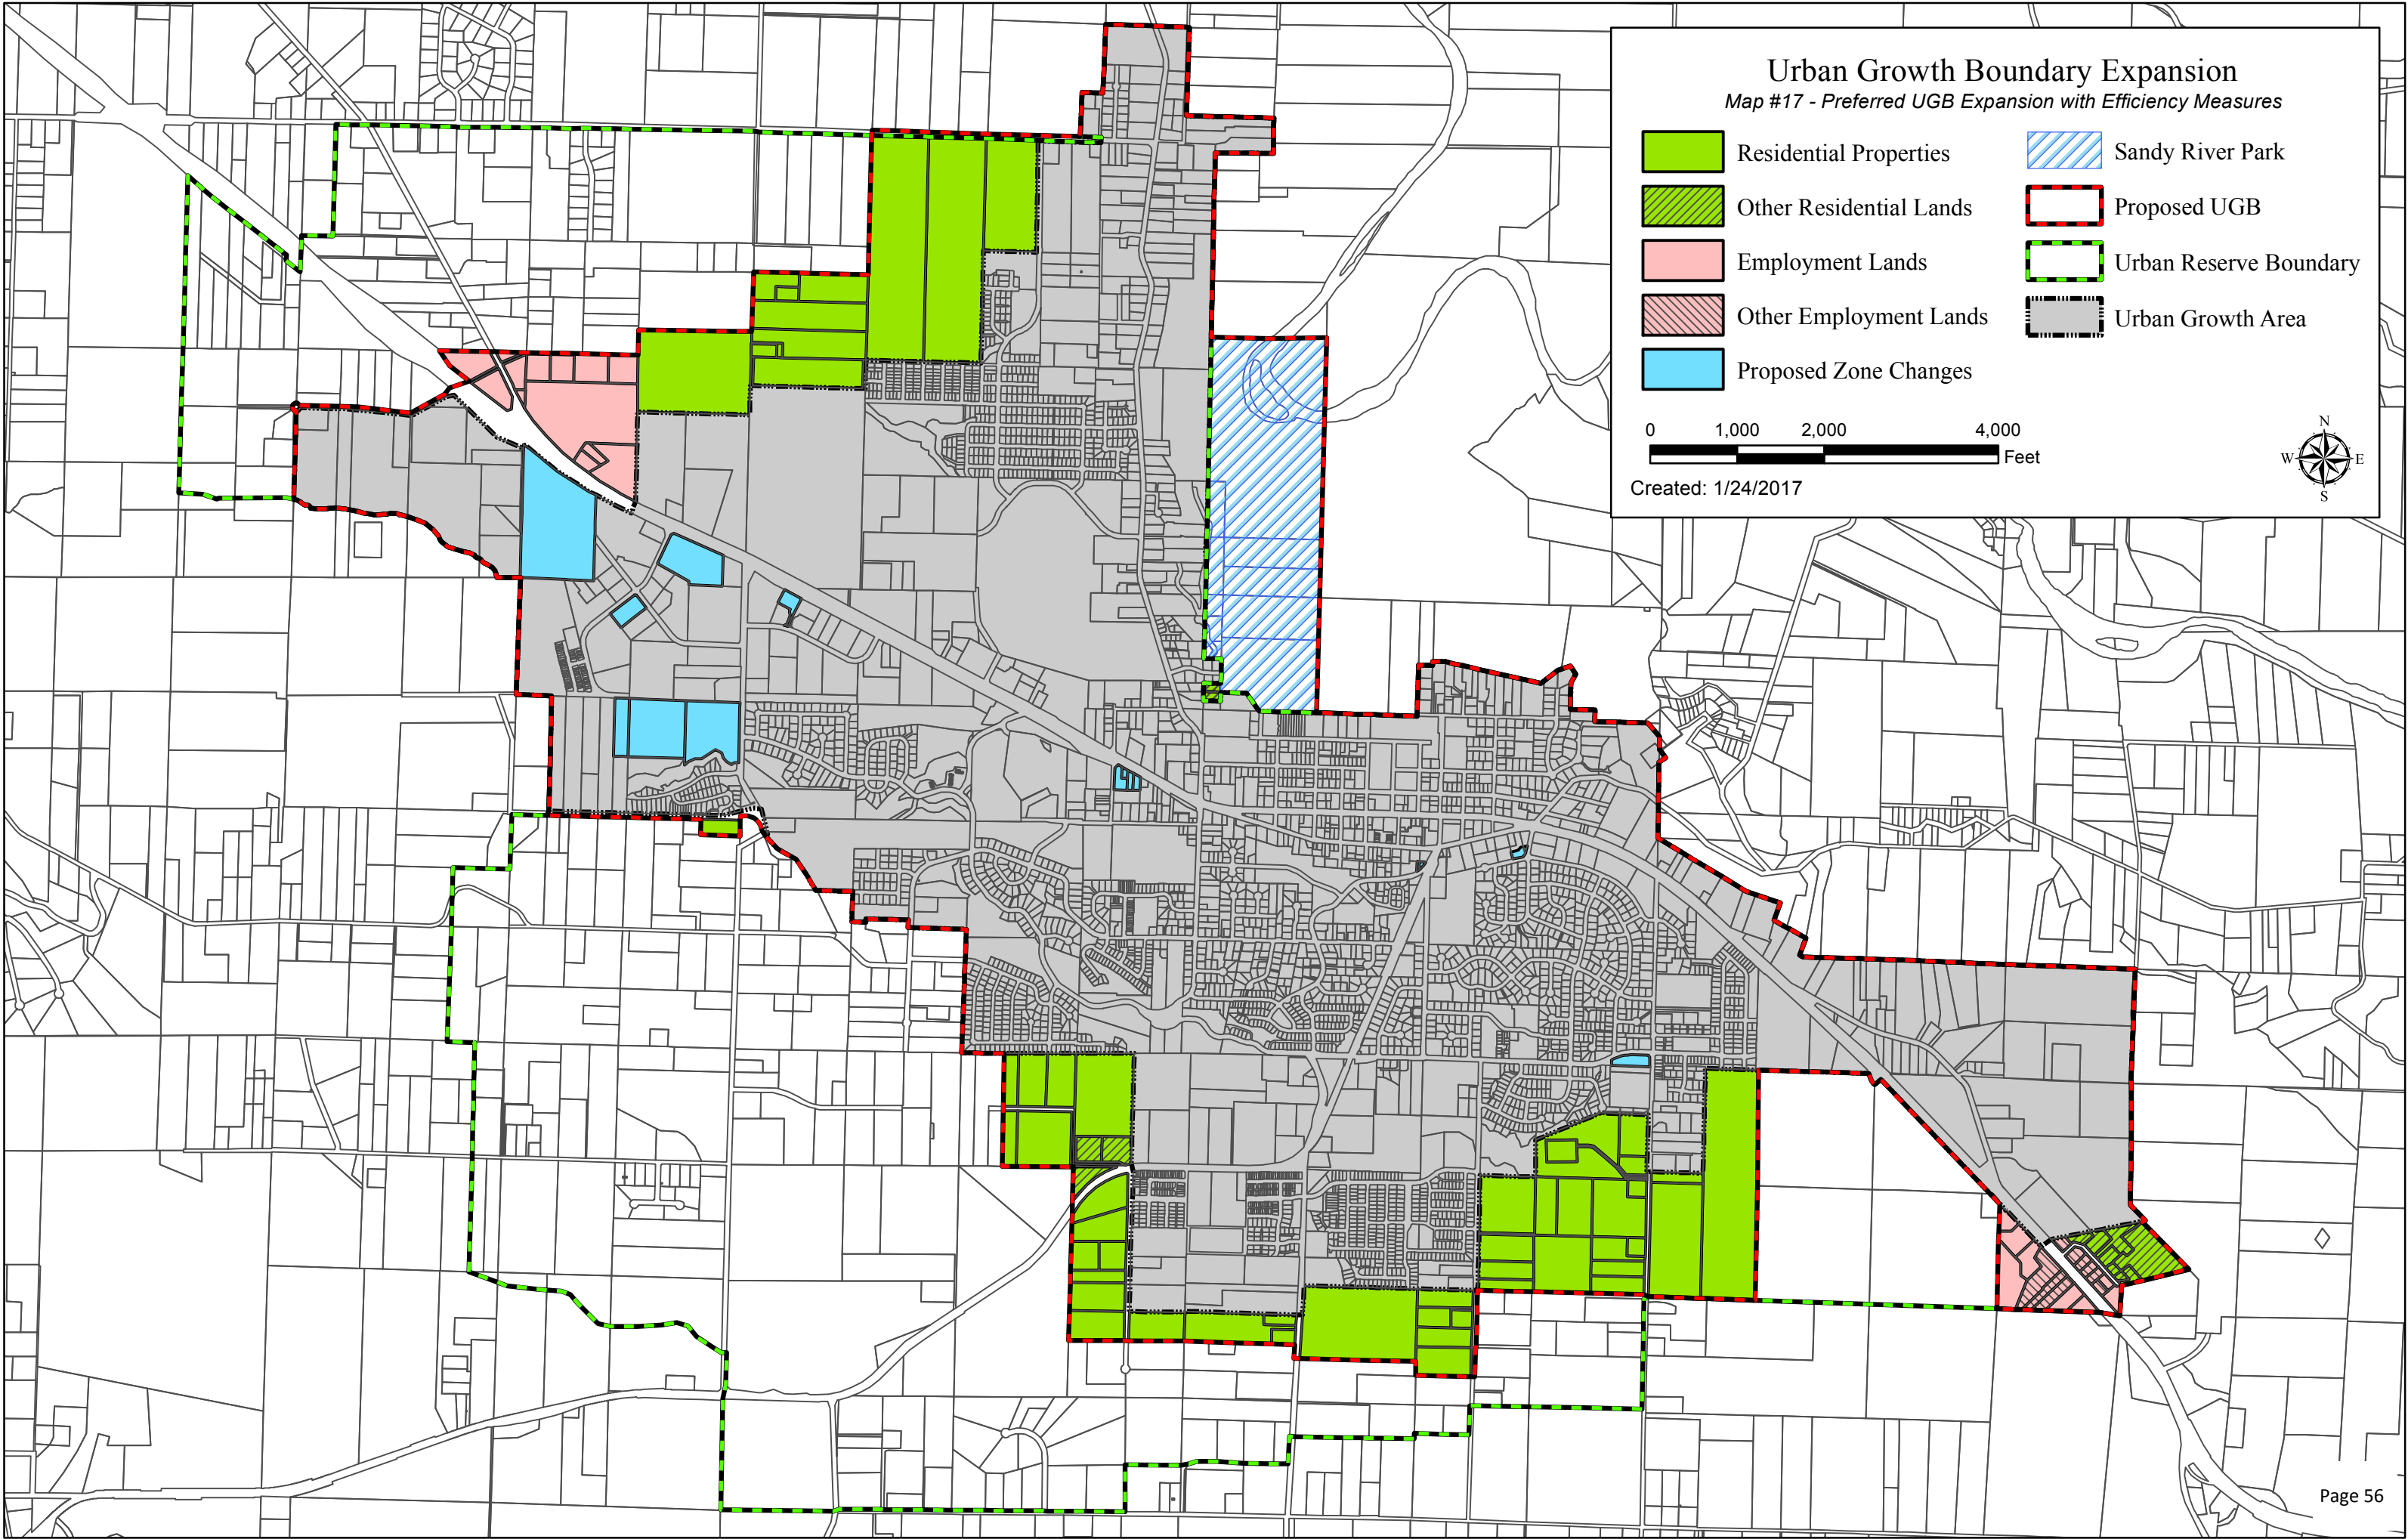 Urban Growth Boundary Expansion
Map #17 - Preferred UGB Expansion with Efficiency Measures
Residential Properties
Other Residential Lands
Employment Lands
Other Employment Lands
Proposed Zone Changes
Sandy River Park
Proposed UGB
Urban Reserve Boundary
Urban Growth Area
0 1,000 2,000 4,000
Feet
Created: 1/24/2017
N
W E
S
Page 56